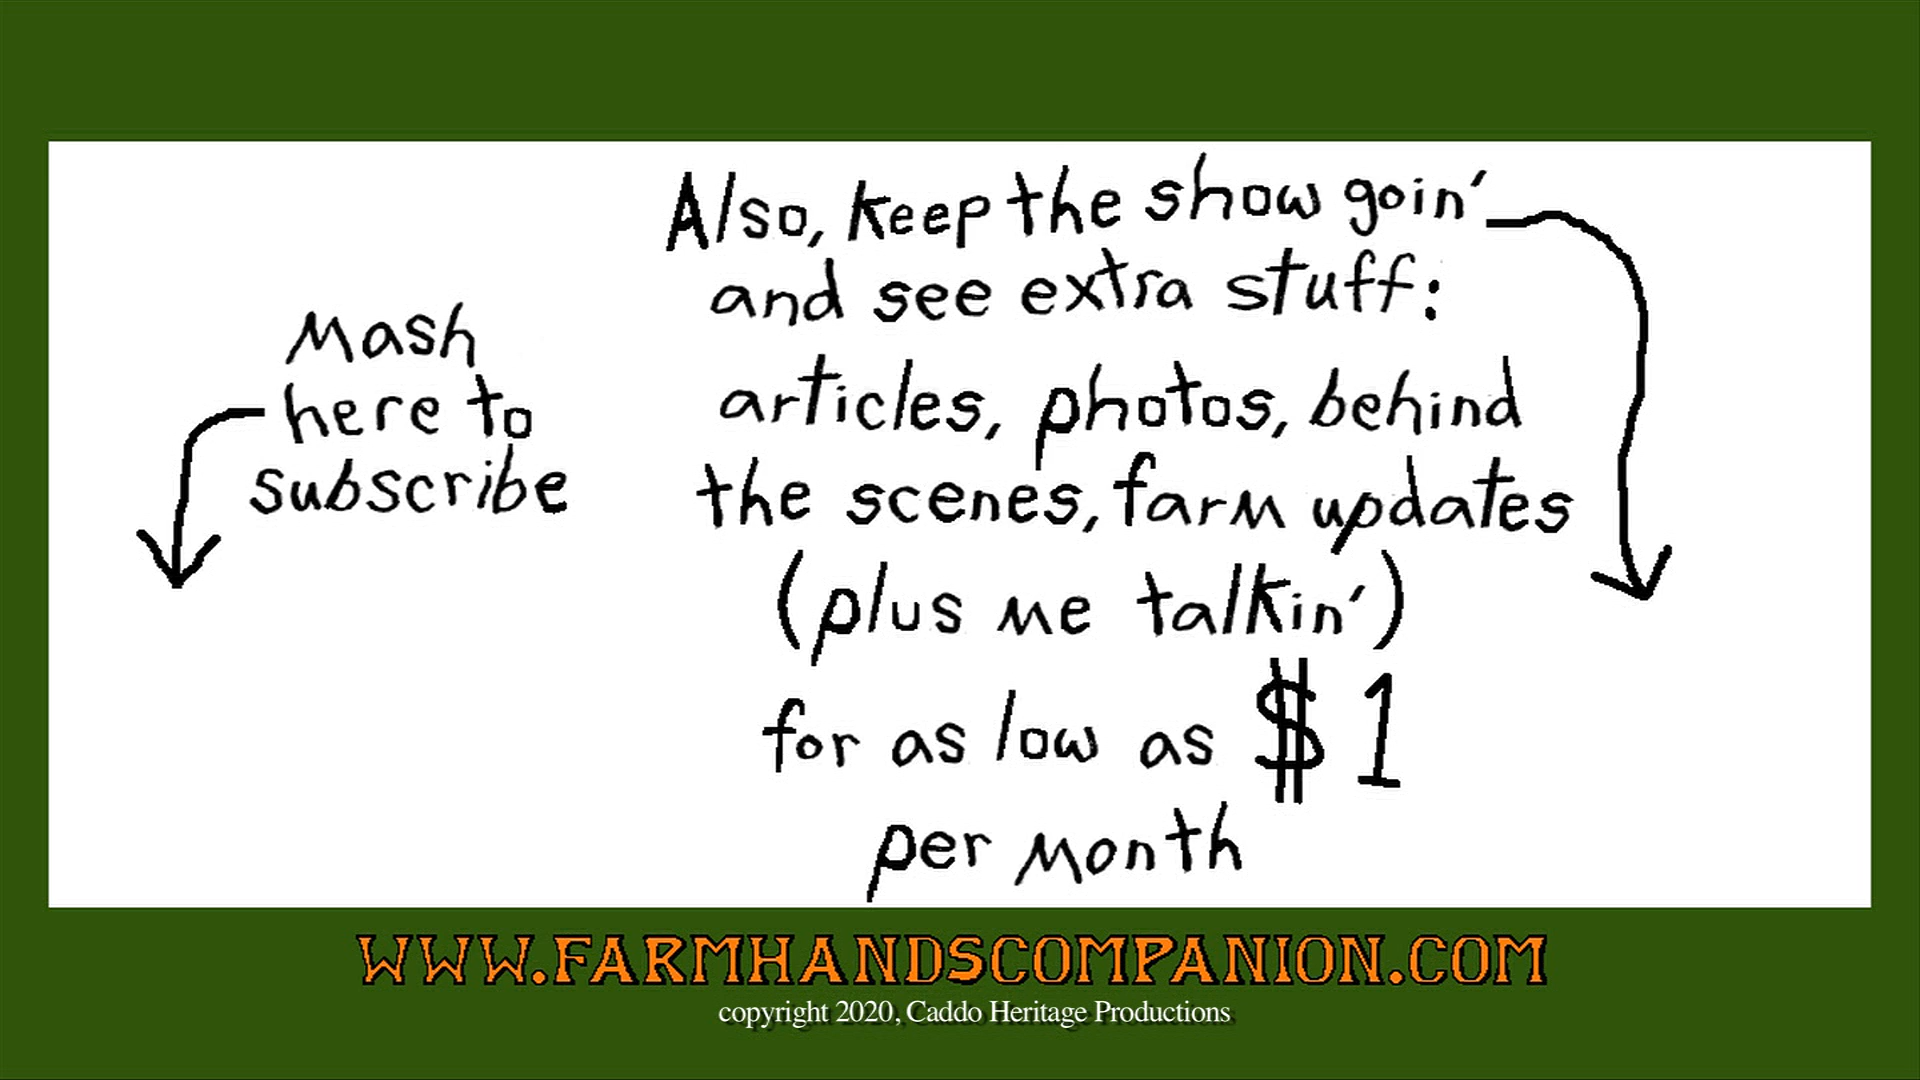 Mash
here to
subscribe
Also, keep the show goin'
and see extra stuff:
articles, photos, behind
the scenes, farm updates
(plus me talkin')
for as low as $1
per month
WWW.FARMHANDSCOMPANION.COM
copyright 2020, Caddo Heritage Productions